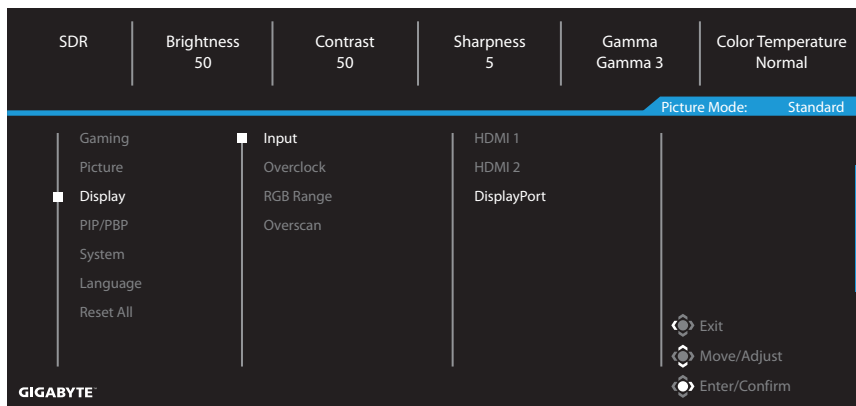 SDR
Brightness
50
Contrast
50
Sharpness
5
Gamma
Gamma 3
Color Temperature
Normal
Picture Mode: Standard
Gaming
Picture
Display
PIP/PBP
System
Language
Reset All
Input
Overclock
RGB Range
Overscan
HDMI 1
HDMI 2
DisplayPort
Exit
Move/Adjust
Enter/Confirm
GIGABYTE™